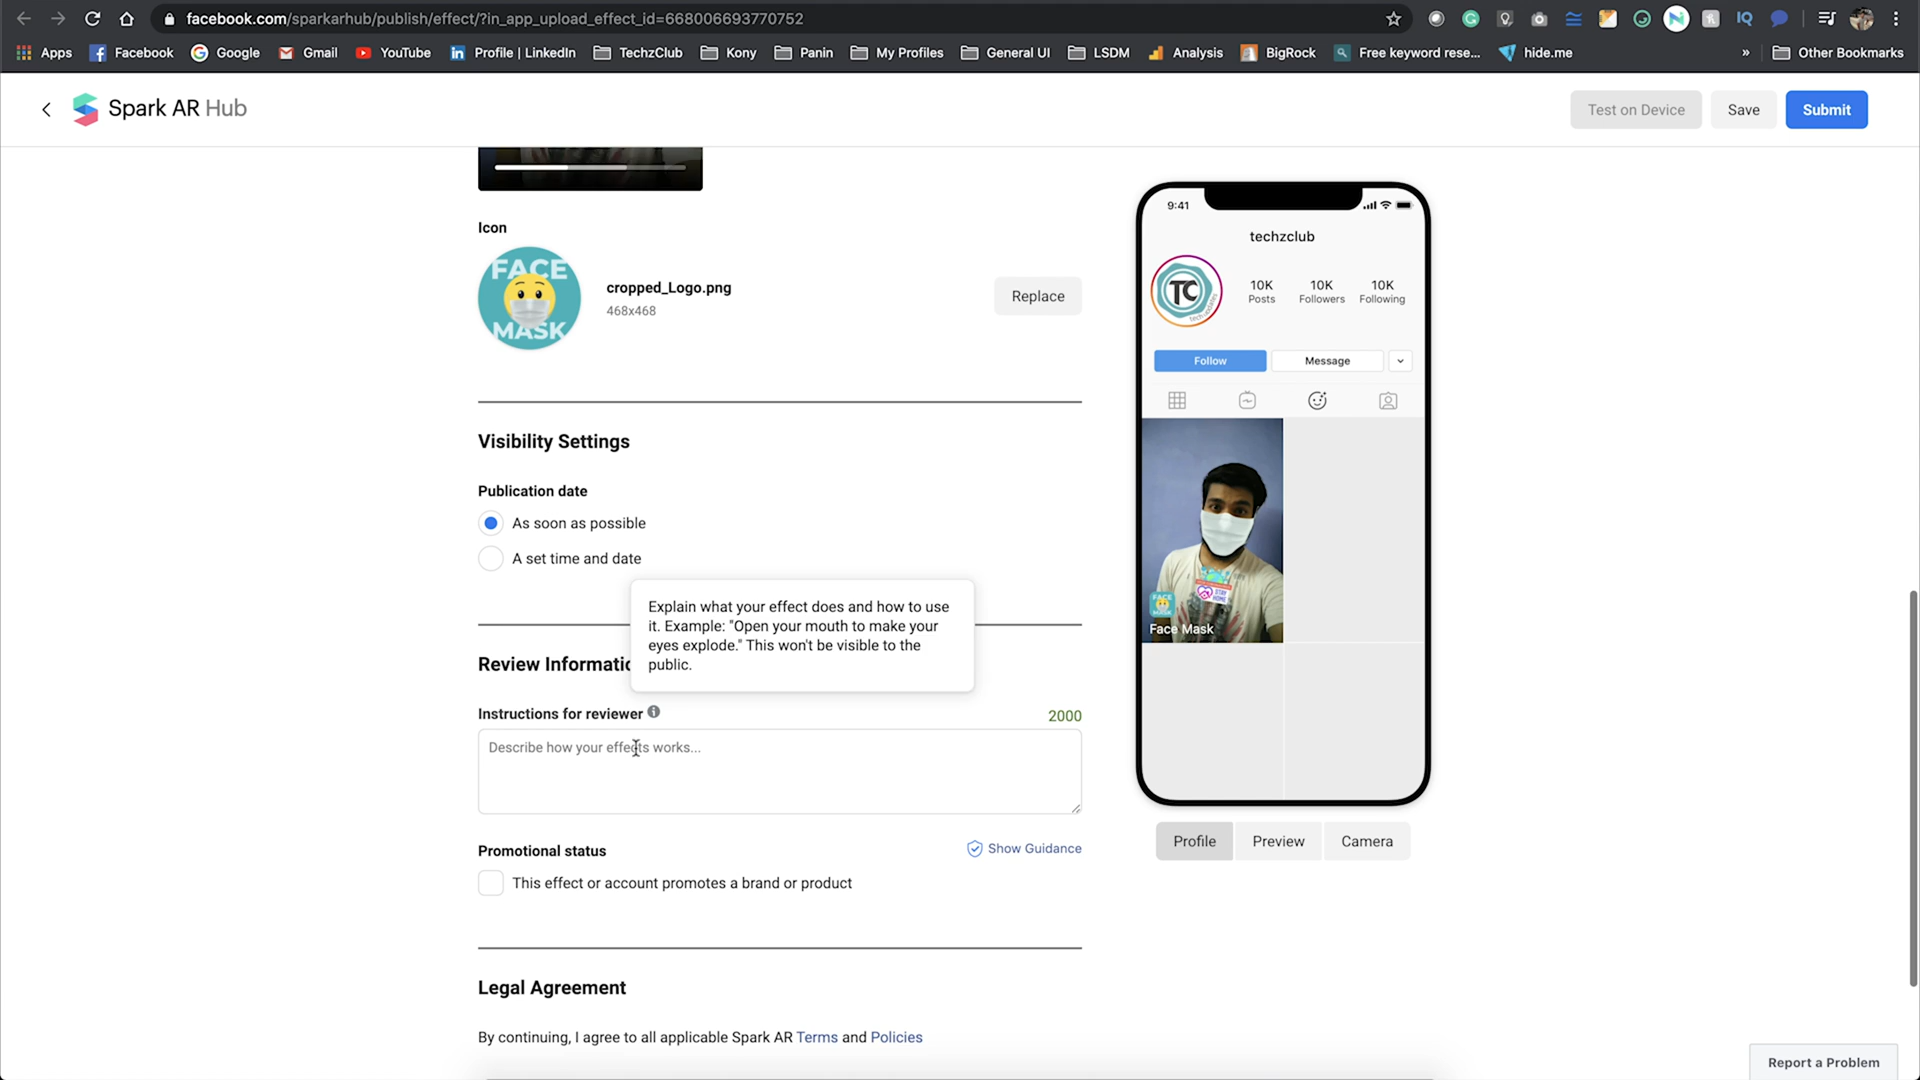 facebook.com/sparkarhub/publish/effect/?in_app_upload_effect_id=668006693770752
Apps Facebook Google Gmail YouTube Profile | LinkedIn TechzClub Kony Panin My Profiles General UI LSDM Analysis BigRock Free keyword rese... hide.me » Other Bookmarks
Spark AR Hub
Test on Device Save Submit
Icon
FACE
MASK
cropped_Logo.png
468x468
Replace
Visibility Settings
Publication date
As soon as possible
A set time and date
Explain what your effect does and how to use
it. Example: "Open your mouth to make your
eyes explode." This won't be visible to the
public.
Review Informatio
Instructions for reviewer
2000
Describe how your effects works...
Promotional status
Show Guidance
This effect or account promotes a brand or product
Legal Agreement
By continuing, I agree to all applicable Spark AR Terms and Policies
9:41
techzclub
TC
10K 10K 10K
Posts Followers Following
Follow Message
STAY
HOME
FACE
MASK
Face Mask
Profile Preview Camera
Report a Problem